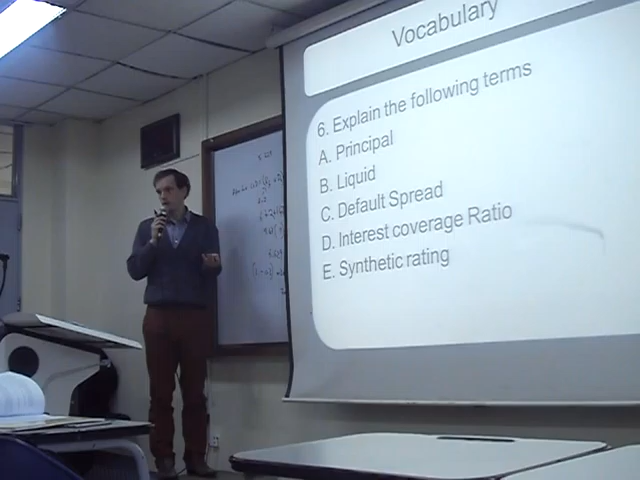 Vocabulary
6. Explain the following terms
A. Principal
B. Liquid
C. Default Spread
D. Interest coverage Ratio
E. Synthetic rating